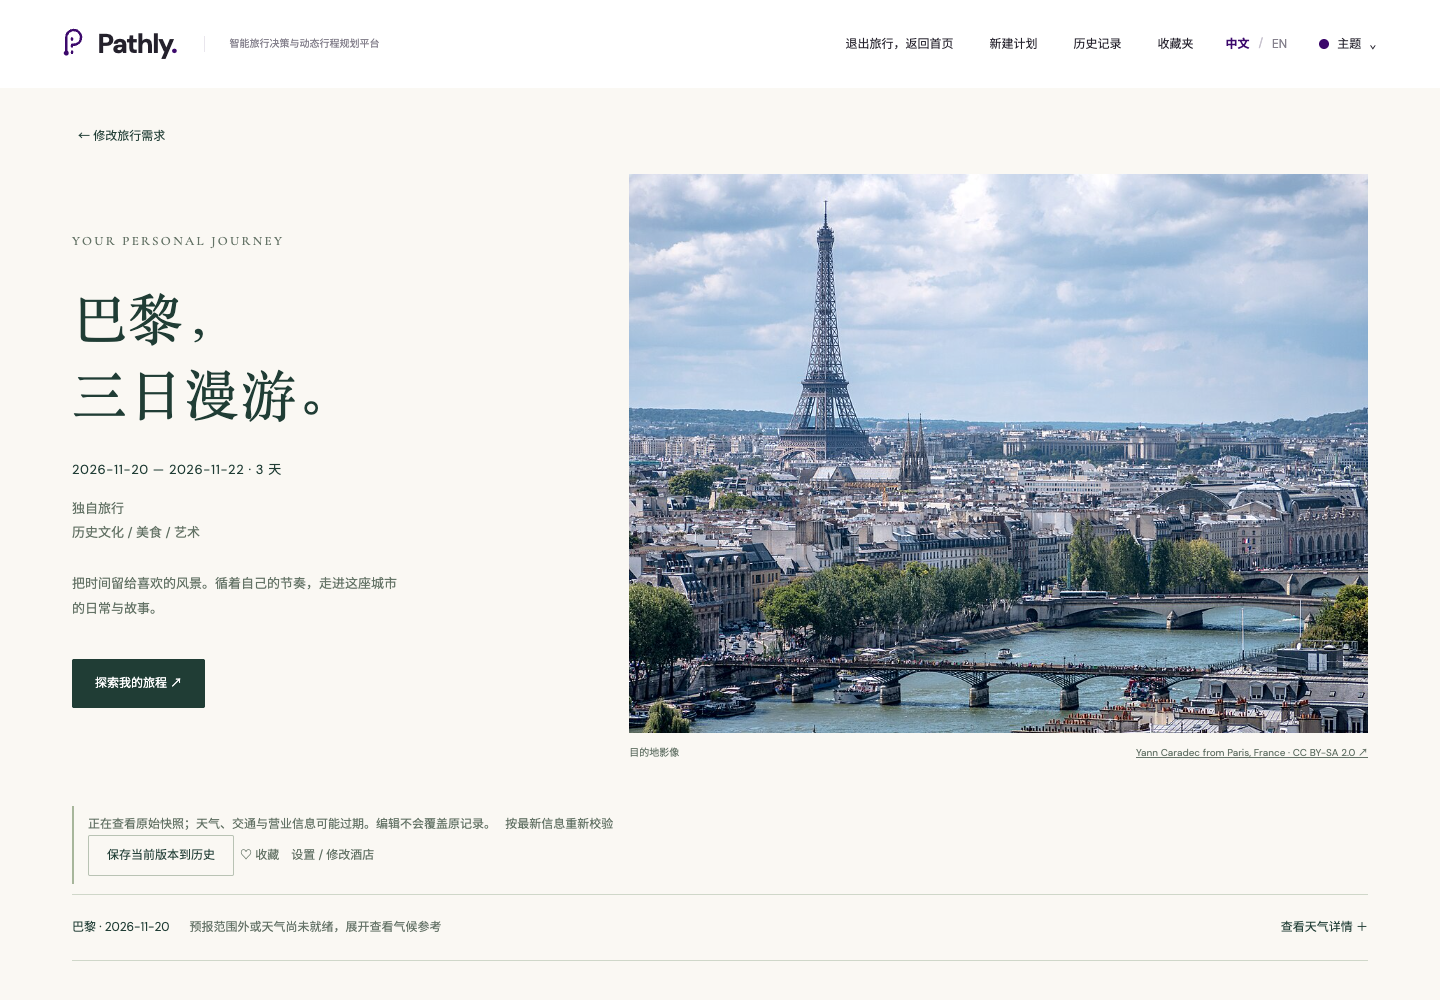 Pathly.
智能旅行决策与动态行程规划平台
退出旅行，返回首页
新建计划
历史记录
收藏夹
中文 / EN
主题
← 修改旅行需求
YOUR PERSONAL JOURNEY
巴黎，
三日漫游。
2026-11-20 — 2026-11-22 · 3 天
独自旅行
历史文化 / 美食 / 艺术
把时间留给喜欢的风景。循着自己的节奏，走进这座城市
的日常与故事。
探索我的旅程 ↗
目的地影像
Yann Caradec from Paris, France · CC BY-SA 2.0 ↗
正在查看原始快照；天气、交通与营业信息可能过期。编辑不会覆盖原记录。 按最新信息重新校验
保存当前版本到历史 ♡ 收藏 设置 / 修改酒店
巴黎 · 2026-11-20 预报范围外或天气尚未就绪，展开查看气候参考
查看天气详情 +